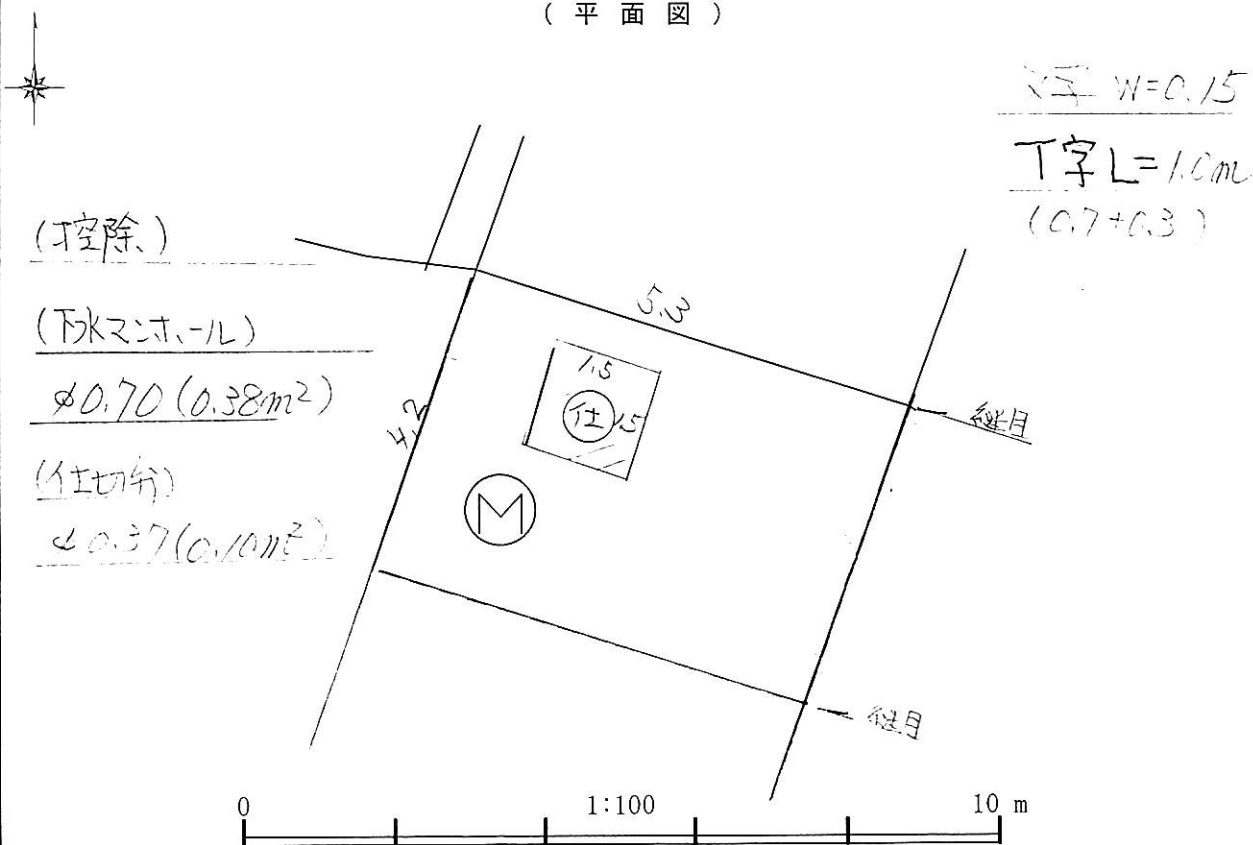 (平面図)
文字 W=0.15
T字 L=1.0m
(0.7+0.3)
(控除)
(下水マンホール)
φ0.70(0.38m²)
(仕切弁)
φ0.37(0.10m²)
5.3
1.5
仕
1.5
4.2
M
継目
継目
0
1:100
10 m